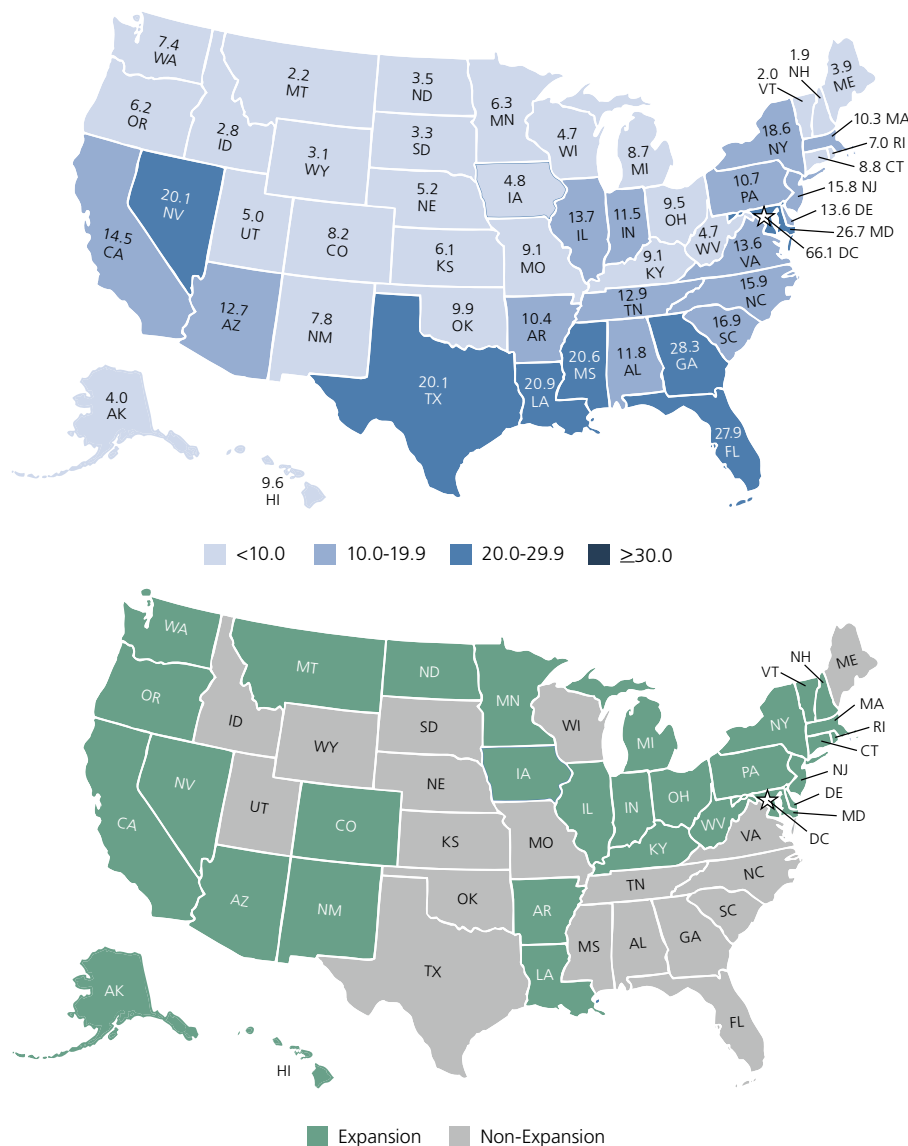 7.4
WA
2.2
MT
3.5
ND
6.3
MN
1.9
NH
2.0
VT
3.9
ME
6.2
OR
2.8
ID
3.3
SD
4.7
WI
8.7
MI
18.6
NY
10.3 MA
7.0 RI
8.8 CT
3.1
WY
5.2
NE
4.8
IA
10.7
PA
15.8 NJ
13.6 DE
26.7 MD
66.1 DC
20.1
NV
5.0
UT
8.2
CO
6.1
KS
9.1
MO
13.7
IL
11.5
IN
9.5
OH
4.7
WV
13.6
VA
9.1
KY
14.5
CA
12.7
AZ
7.8
NM
9.9
OK
10.4
AR
12.9
TN
15.9
NC
16.9
SC
20.1
TX
20.9
LA
20.6
MS
11.8
AL
28.3
GA
27.9
FL
4.0
AK
9.6
HI
<10.0
10.0-19.9
20.0-29.9
≥30.0
WA
MT
ND
MN
NH
VT
ME
OR
ID
SD
WI
MI
NY
MA
RI
CT
WY
NE
IA
PA
NJ
DE
MD
DC
NV
UT
CO
KS
MO
IL
IN
OH
WV
VA
KY
CA
AZ
NM
OK
AR
TN
NC
SC
TX
LA
MS
AL
GA
FL
AK
HI
Expansion
Non-Expansion